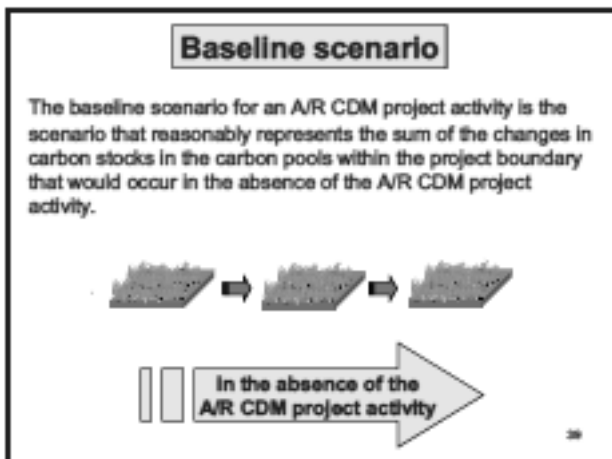 Baseline scenario
The baseline scenario for an A/R CDM project activity is the
scenario that reasonably represents the sum of the changes in
carbon stocks in the carbon pools within the project boundary
that would occur in the absence of the A/R CDM project
activity.
In the absence of the
A/R CDM project activity
39